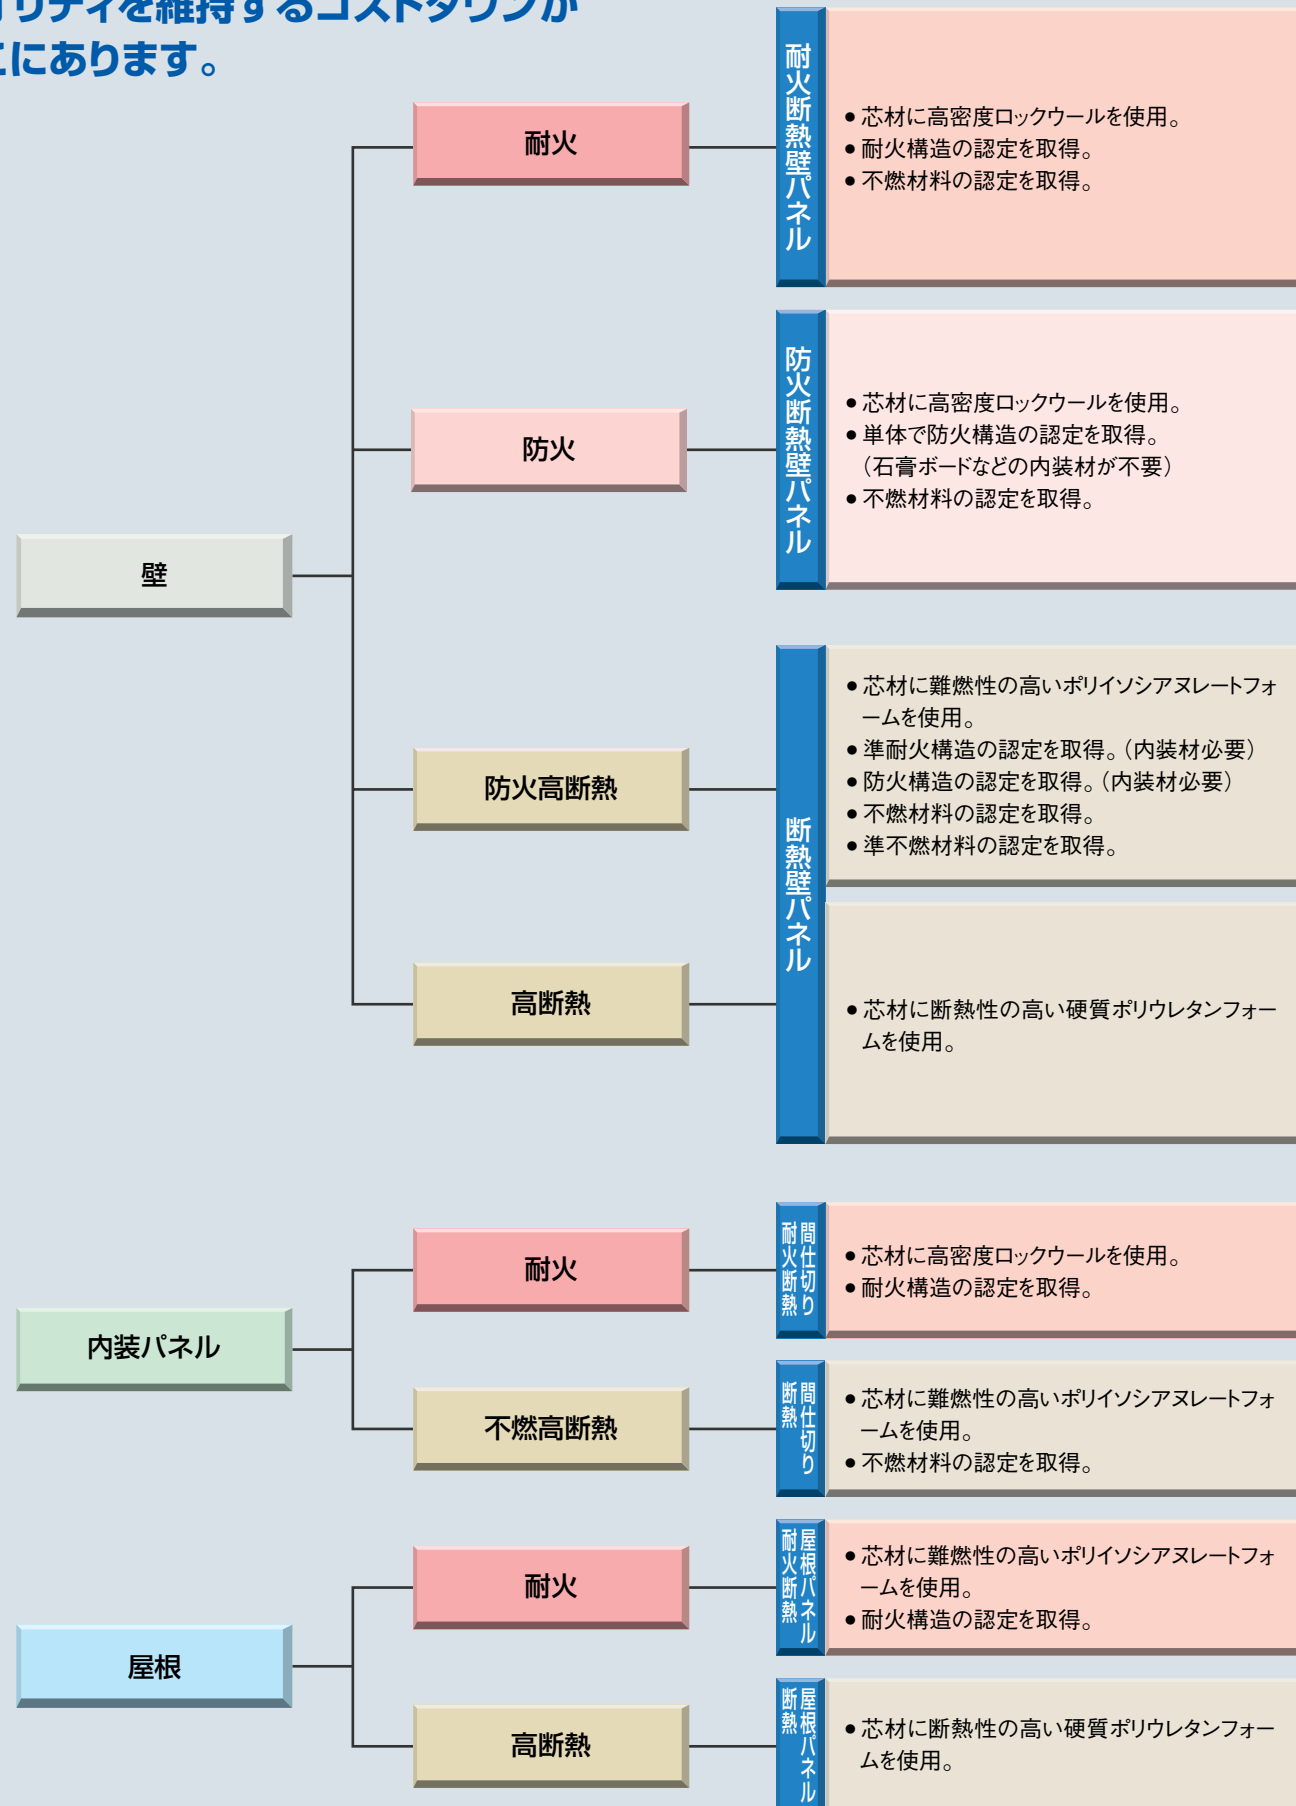 リティを維持するコストダウンが
にあります。
耐火
耐火断熱壁パネル
●芯材に高密度ロックウールを使用。
●耐火構造の認定を取得。
●不燃材料の認定を取得。
防火
防火断熱壁パネル
●芯材に高密度ロックウールを使用。
●単体で防火構造の認定を取得。
（石膏ボードなどの内装材が不要）
●不燃材料の認定を取得。
壁
防火高断熱
断熱壁パネル
●芯材に難燃性の高いポリイソシアヌレートフォ
ームを使用。
●準耐火構造の認定を取得。（内装材必要）
●防火構造の認定を取得。（内装材必要）
●不燃材料の認定を取得。
●準不燃材料の認定を取得。
高断熱
●芯材に断熱性の高い硬質ポリウレタンフォー
ムを使用。
内装パネル
耐火
間仕切り
耐火断熱
●芯材に高密度ロックウールを使用。
●耐火構造の認定を取得。
不燃高断熱
間仕切り
断熱
●芯材に難燃性の高いポリイソシアヌレートフォ
ームを使用。
●不燃材料の認定を取得。
屋根
耐火
屋根パネル
耐火断熱
●芯材に難燃性の高いポリイソシアヌレートフォ
ームを使用。
●耐火構造の認定を取得。
高断熱
屋根パネル
断熱
●芯材に断熱性の高い硬質ポリウレタンフォー
ムを使用。